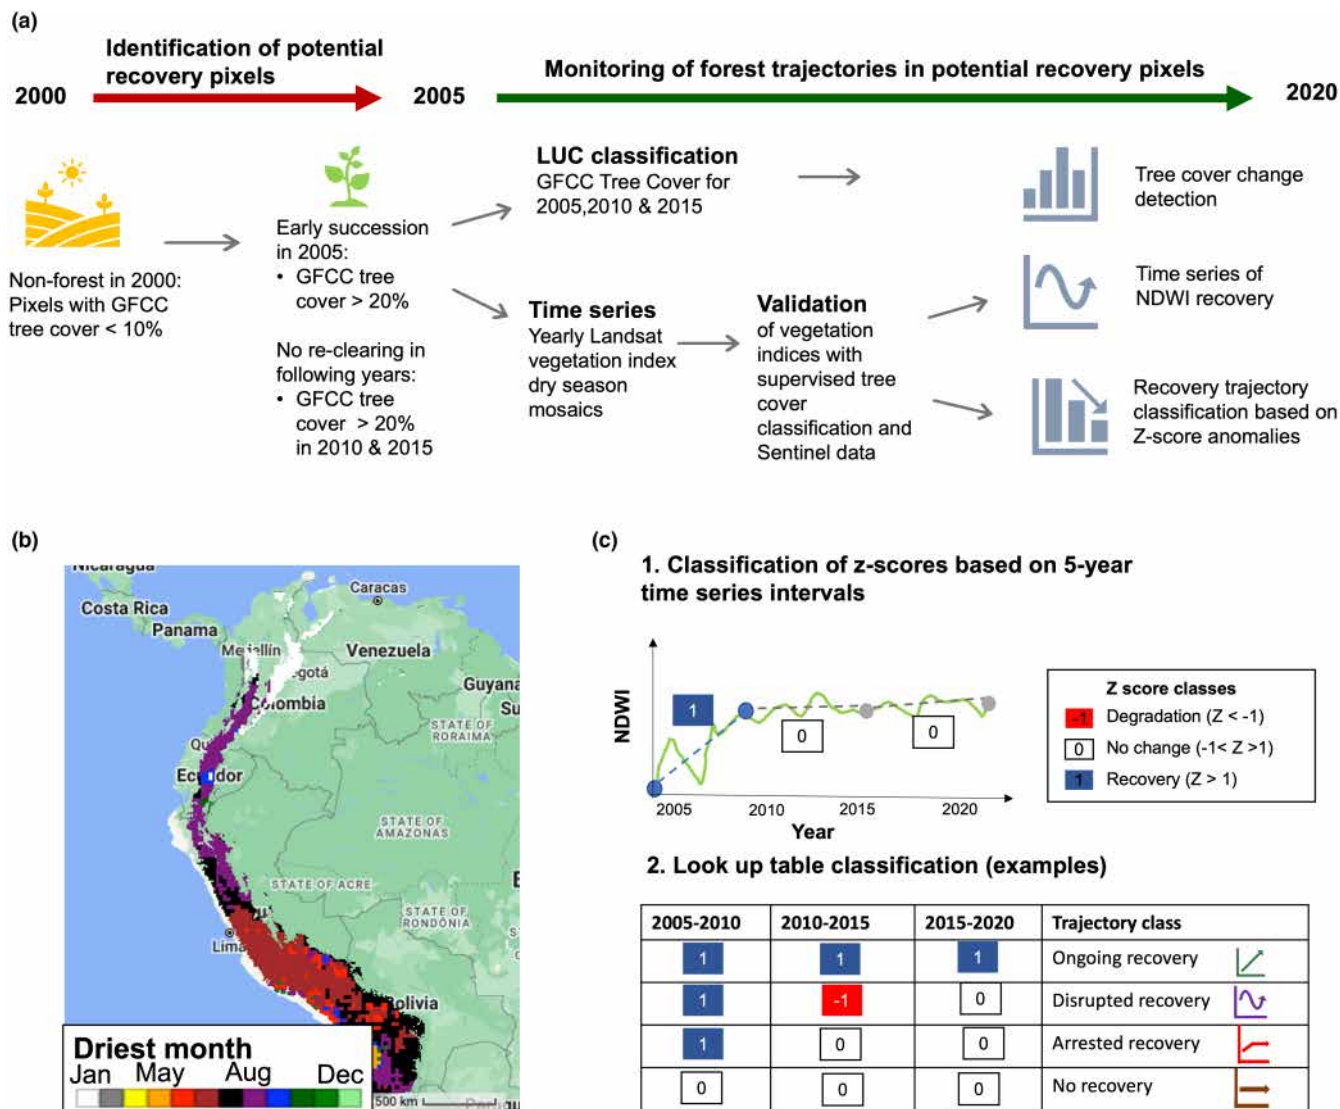 (a)
Identification of potential
recovery pixels
Monitoring of forest trajectories in potential recovery pixels
2000
2005
2020
Non-forest in 2000:
Pixels with GFCC
tree cover < 10%
Early succession
in 2005:
• GFCC tree
cover > 20%
No re-clearing in
following years:
• GFCC tree
cover > 20%
in 2010 & 2015
LUC classification
GFCC Tree Cover for
2005,2010 & 2015
Time series
Yearly Landsat
vegetation index
dry season
mosaics
Validation
of vegetation
indices with
supervised tree
cover
classification and
Sentinel data
Tree cover change
detection
Time series of
NDWI recovery
Recovery trajectory
classification based on
Z-score anomalies
(b)
Nicaragua
Costa Rica
Panama
Caracas
Medellín
Venezuela
gotá
Colombia
Guyana
Su
STATE OF
RORAIMA
Qu
Ecuador
STATE OF
AMAZONAS
STATE OF ACRE
STATE OF
RONDÔNIA
Lima
Bolivia
Driest month
Jan May Aug Dec
500 km
(c)
1. Classification of z-scores based on 5-year
time series intervals
NDWI
1
0
0
2005 2010 2015 2020
Year
Z score classes
-1 Degradation (Z < -1)
0 No change (-1< Z >1)
1 Recovery (Z > 1)
2. Look up table classification (examples)
2005-2010 2010-2015 2015-2020 Trajectory class
1 1 1 Ongoing recovery
1 -1 0 Disrupted recovery
1 0 0 Arrested recovery
0 0 0 No recovery